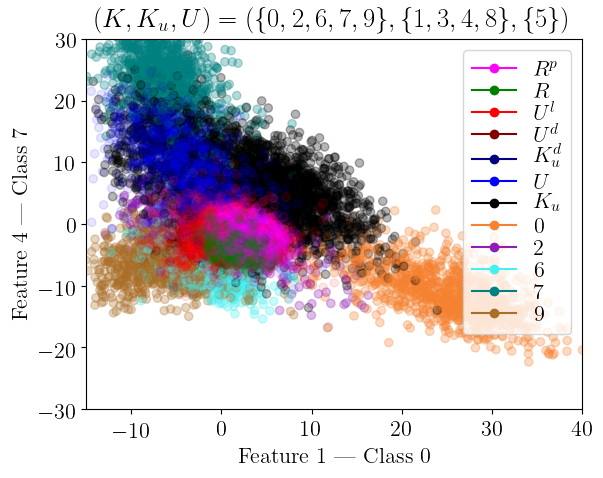 (K, K_u, U) = ({0, 2, 6, 7, 9}, {1, 3, 4, 8}, {5})
30
20
10
0
−10
−20
−30
Feature 4 — Class 7
R^p
R
U^l
U^d
K_u^d
U
K_u
0
2
6
7
9
−10
0
10
20
30
40
Feature 1 — Class 0